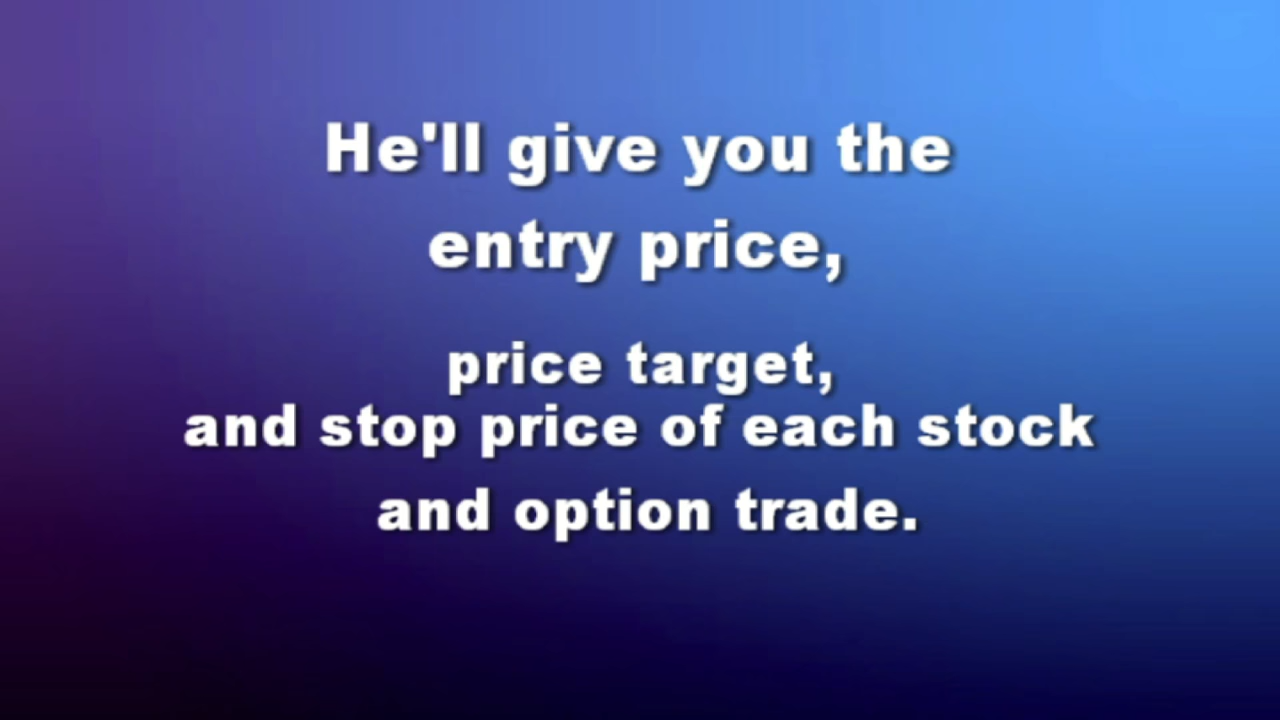 He'll give you the
entry price,
price target,
and stop price of each stock
and option trade.